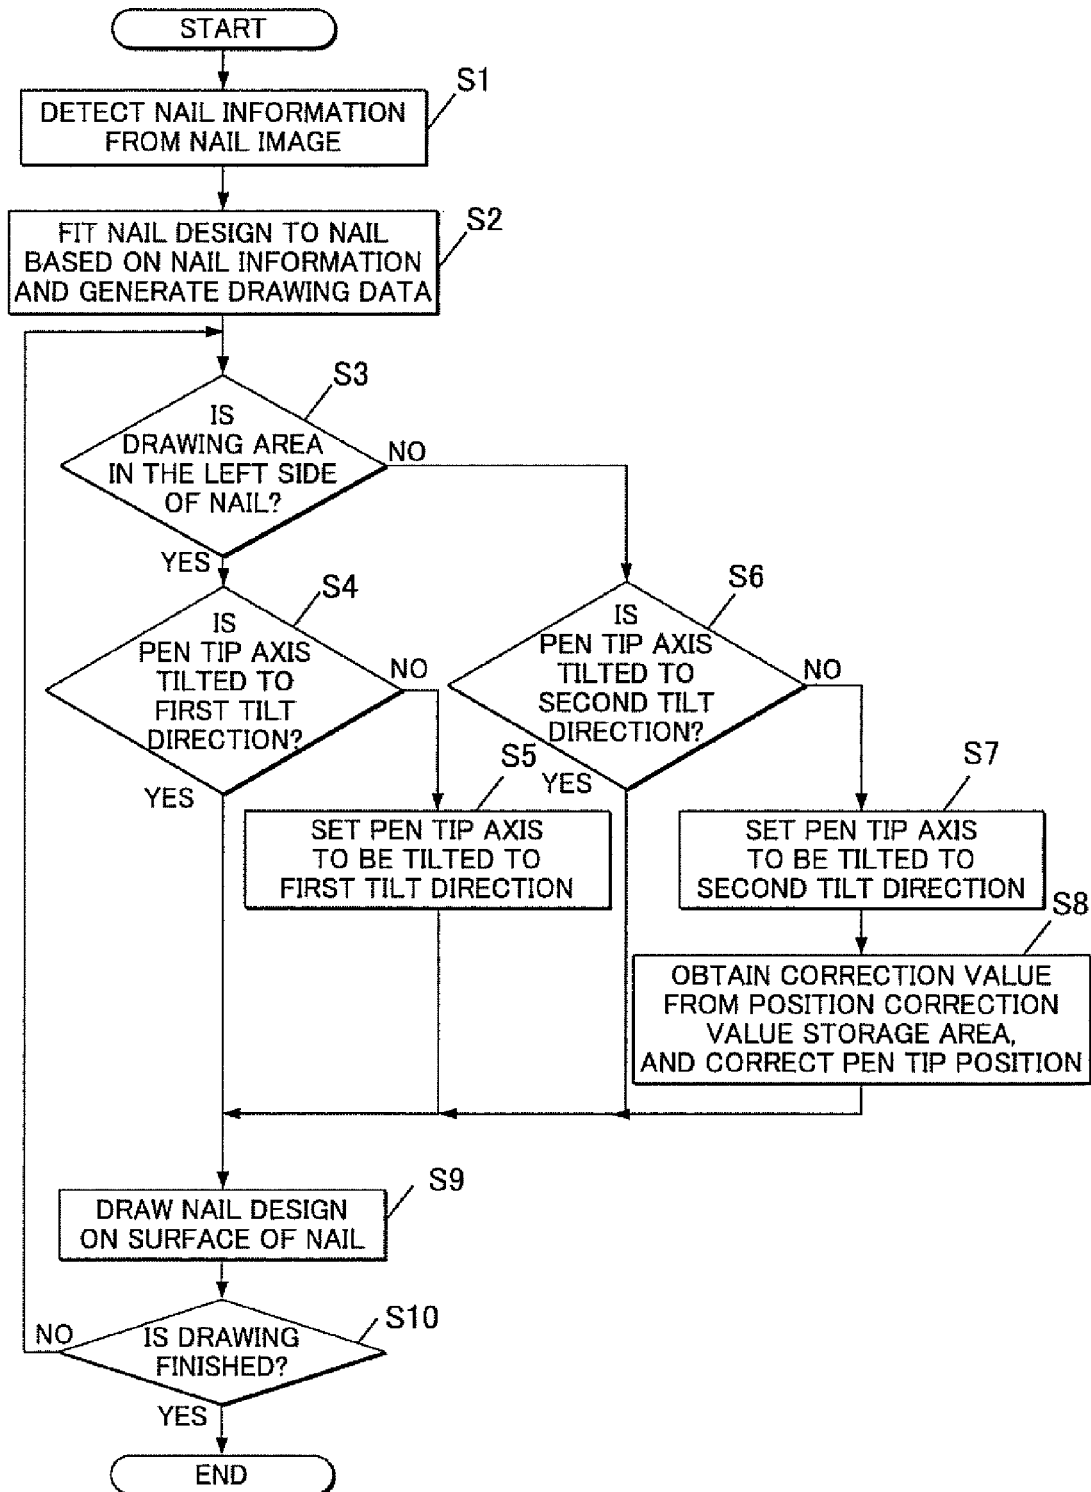 START
S1
DETECT NAIL INFORMATION
FROM NAIL IMAGE
S2
FIT NAIL DESIGN TO NAIL
BASED ON NAIL INFORMATION
AND GENERATE DRAWING DATA
S3
IS
DRAWING AREA
IN THE LEFT SIDE
OF NAIL?
NO
YES
S4
IS
PEN TIP AXIS
TILTED TO
FIRST TILT
DIRECTION?
NO
YES
S5
SET PEN TIP AXIS
TO BE TILTED TO
FIRST TILT DIRECTION
S6
IS
PEN TIP AXIS
TILTED TO
SECOND TILT
DIRECTION?
NO
YES
S7
SET PEN TIP AXIS
TO BE TILTED TO
SECOND TILT DIRECTION
S8
OBTAIN CORRECTION VALUE
FROM POSITION CORRECTION
VALUE STORAGE AREA,
AND CORRECT PEN TIP POSITION
S9
DRAW NAIL DESIGN
ON SURFACE OF NAIL
S10
IS DRAWING
FINISHED?
NO
YES
END